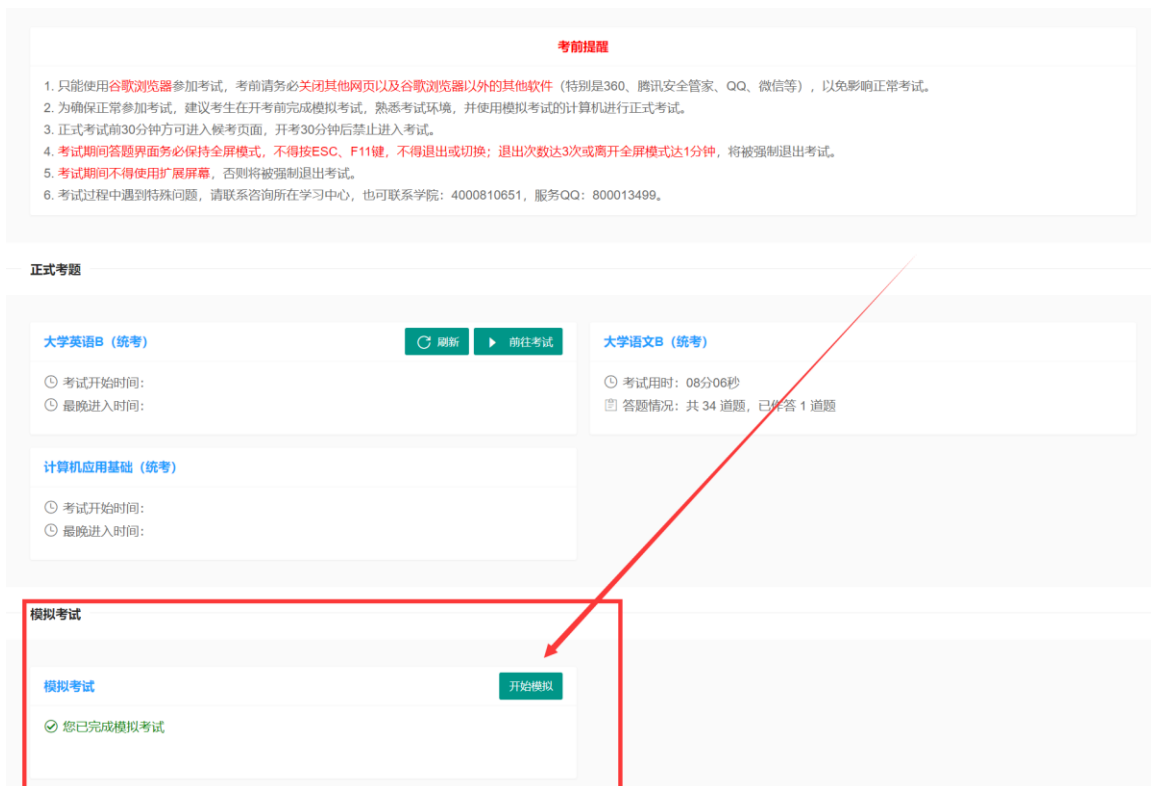 考前提醒
1. 只能使用谷歌浏览器参加考试，考前请务必关闭其他网页以及谷歌浏览器以外的其他软件（特别是360、腾讯安全管家、QQ、微信等），以免影响正常考试。
2. 为确保正常参加考试，建议考生在开考前完成模拟考试，熟悉考试环境，并使用模拟考试的计算机进行正式考试。
3. 正式考试前30分钟方可进入候考页面，开考30分钟后禁止进入考试。
4. 考试期间答题界面务必保持全屏模式，不得按ESC、F11键，不得退出或切换；退出次数达3次或离开全屏模式达1分钟，将被强制退出考试。
5. 考试期间不得使用扩展屏幕，否则将被强制退出考试。
6. 考试过程中遇到特殊问题，请联系咨询所在学习中心，也可联系学院：4000810651，服务QQ：800013499。
正式考题
大学英语B（统考） 刷新 前往考试
考试开始时间：
最晚进入时间：
大学语文B（统考）
考试用时：08分06秒
答题情况：共 34 道题，已作答 1 道题
计算机应用基础（统考）
考试开始时间：
最晚进入时间：
模拟考试
模拟考试 开始模拟
您已完成模拟考试